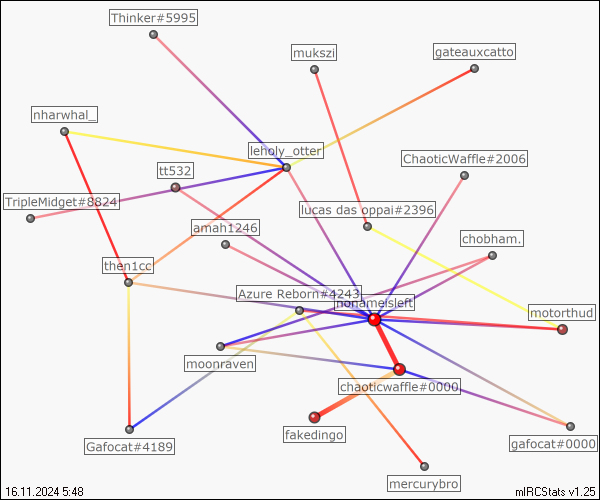 Thinker#5995
mukszi
gateauxcatto
nharwhal_
leholy_otter
ChaoticWaffle#2006
tt532
TripleMidget#8824
lucas das oppai#2396
amah1246
chobham.
then1cc
Azure Reborn#4243
nonameisleft
motorthud
moonraven
chaoticwaffle#0000
fakedingo
Gafocat#4189
gafocat#0000
mercurybro
16.11.2024 5:48
mIRCStats v1.25